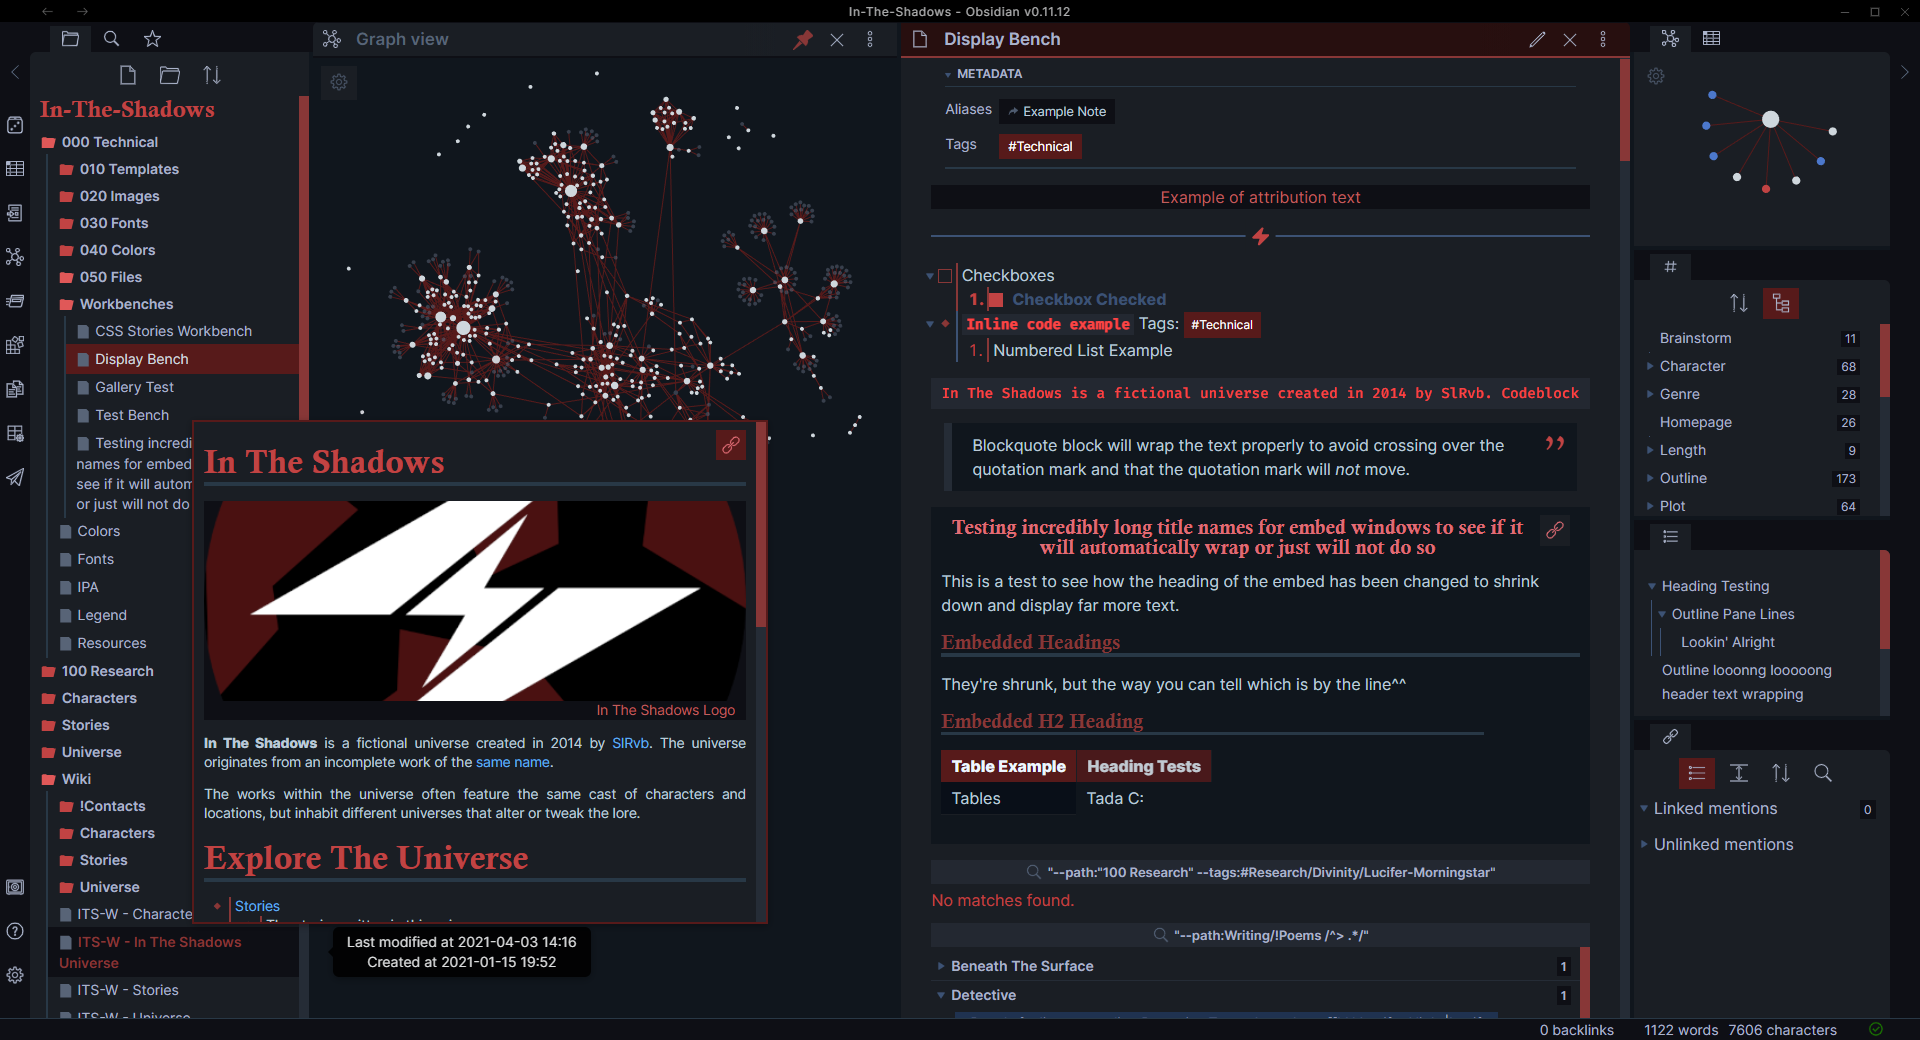 In-The-Shadows - Obsidian v0.11.12
Graph view
Display Bench
In-The-Shadows
000 Technical
010 Templates
020 Images
030 Fonts
040 Colors
050 Files
Workbenches
CSS Stories Workbench
Display Bench
Gallery Test
Test Bench
Testing incredi
names for embed
see if it will autom
or just will not do
Colors
Fonts
IPA
Legend
Resources
100 Research
Characters
Stories
Universe
Wiki
!Contacts
Characters
Stories
Universe
ITS-W - Characte
ITS-W - In The Shadows
Universe
ITS-W - Stories
ITS-W - Universe
In The Shadows
In The Shadows Logo
In The Shadows is a fictional universe created in 2014 by SlRvb. The universe
originates from an incomplete work of the same name.
The works within the universe often feature the same cast of characters and
locations, but inhabit different universes that alter or tweak the lore.
Explore The Universe
Stories
Last modified at 2021-04-03 14:16
Created at 2021-01-15 19:52
METADATA
Aliases Example Note
Tags #Technical
Example of attribution text
Checkboxes
1. Checkbox Checked
Inline code example Tags: #Technical
1. Numbered List Example
In The Shadows is a fictional universe created in 2014 by SlRvb. Codeblock
Blockquote block will wrap the text properly to avoid crossing over the
quotation mark and that the quotation mark will not move.
Testing incredibly long title names for embed windows to see if it
will automatically wrap or just will not do so
This is a test to see how the heading of the embed has been changed to shrink
down and display far more text.
Embedded Headings
They're shrunk, but the way you can tell which is by the line^^
Embedded H2 Heading
Table Example Heading Tests
Tables Tada C:
"--path:"100 Research" --tags:#Research/Divinity/Lucifer-Morningstar"
No matches found.
"--path:Writing/!Poems /^> .*/"
Beneath The Surface 1
Detective 1
#
Brainstorm 11
Character 68
Genre 28
Homepage 26
Length 9
Outline 173
Plot 64
Heading Testing
Outline Pane Lines
Lookin' Alright
Outline looonng looooong
header text wrapping
Linked mentions 0
Unlinked mentions
0 backlinks 1122 words 7606 characters